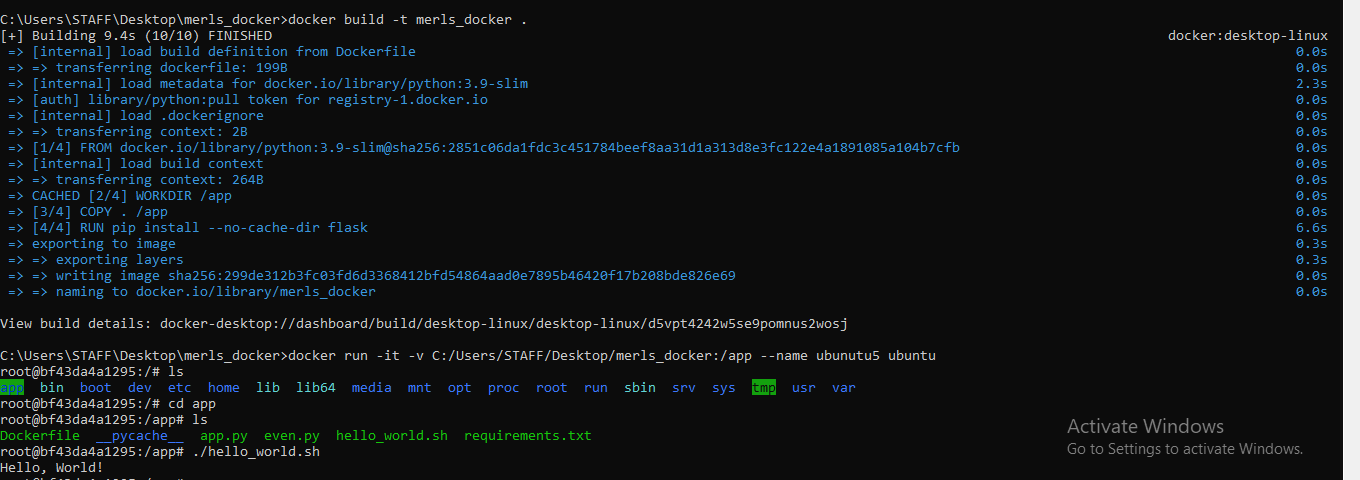 C:\Users\STAFF\Desktop\merls_docker>docker build -t merls_docker .
[+] Building 9.4s (10/10) FINISHED docker:desktop-linux
=> [internal] load build definition from Dockerfile 0.0s
=> => transferring dockerfile: 199B 0.0s
=> [internal] load metadata for docker.io/library/python:3.9-slim 2.3s
=> [auth] library/python:pull token for registry-1.docker.io 0.0s
=> [internal] load .dockerignore 0.0s
=> => transferring context: 2B 0.0s
=> [1/4] FROM docker.io/library/python:3.9-slim@sha256:2851c06da1fdc3c451784beef8aa31d1a313d8e3fc122e4a1891085a104b7cfb 0.0s
=> [internal] load build context 0.0s
=> => transferring context: 264B 0.0s
=> CACHED [2/4] WORKDIR /app 0.0s
=> [3/4] COPY . /app 0.0s
=> [4/4] RUN pip install --no-cache-dir flask 6.6s
=> exporting to image 0.3s
=> => exporting layers 0.3s
=> => writing image sha256:299de312b3fc03fd6d3368412bfd54864aad0e7895b46420f17b208bde826e69 0.0s
=> => naming to docker.io/library/merls_docker 0.0s
View build details: docker-desktop://dashboard/build/desktop-linux/desktop-linux/d5vpt4242w5se9pomnus2wosj
C:\Users\STAFF\Desktop\merls_docker>docker run -it -v C:/Users/STAFF/Desktop/merls_docker:/app --name ubunutu5 ubuntu
root@bf43da4a1295:/# ls
app bin boot dev etc home lib lib64 media mnt opt proc root run sbin srv sys tmp usr var
root@bf43da4a1295:/# cd app
root@bf43da4a1295:/app# ls
Dockerfile __pycache__ app.py even.py hello_world.sh requirements.txt
root@bf43da4a1295:/app# ./hello_world.sh
Hello, World!
root@bf43da4a1295:/app#
Activate Windows
Go to Settings to activate Windows.